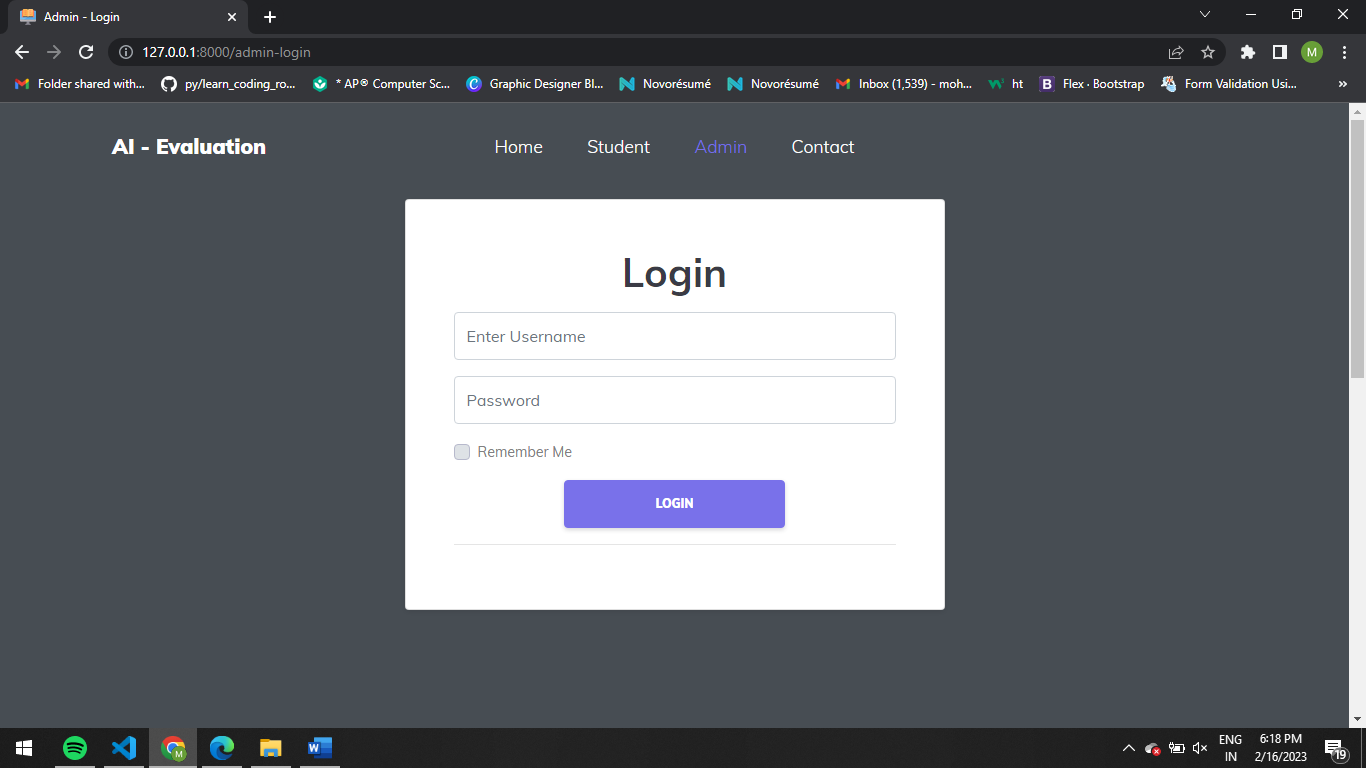 Admin - Login
127.0.0.1:8000/admin-login
M
Folder shared with... py/learn_coding_ro... * AP® Computer Sc... Graphic Designer Bl... Novorésumé Novorésumé Inbox (1,539) - moh... ht Flex · Bootstrap Form Validation Usi... »
AI - Evaluation Home Student Admin Contact
Login
Enter Username
Password
Remember Me
LOGIN
ENG 6:18 PM
IN 2/16/2023 19